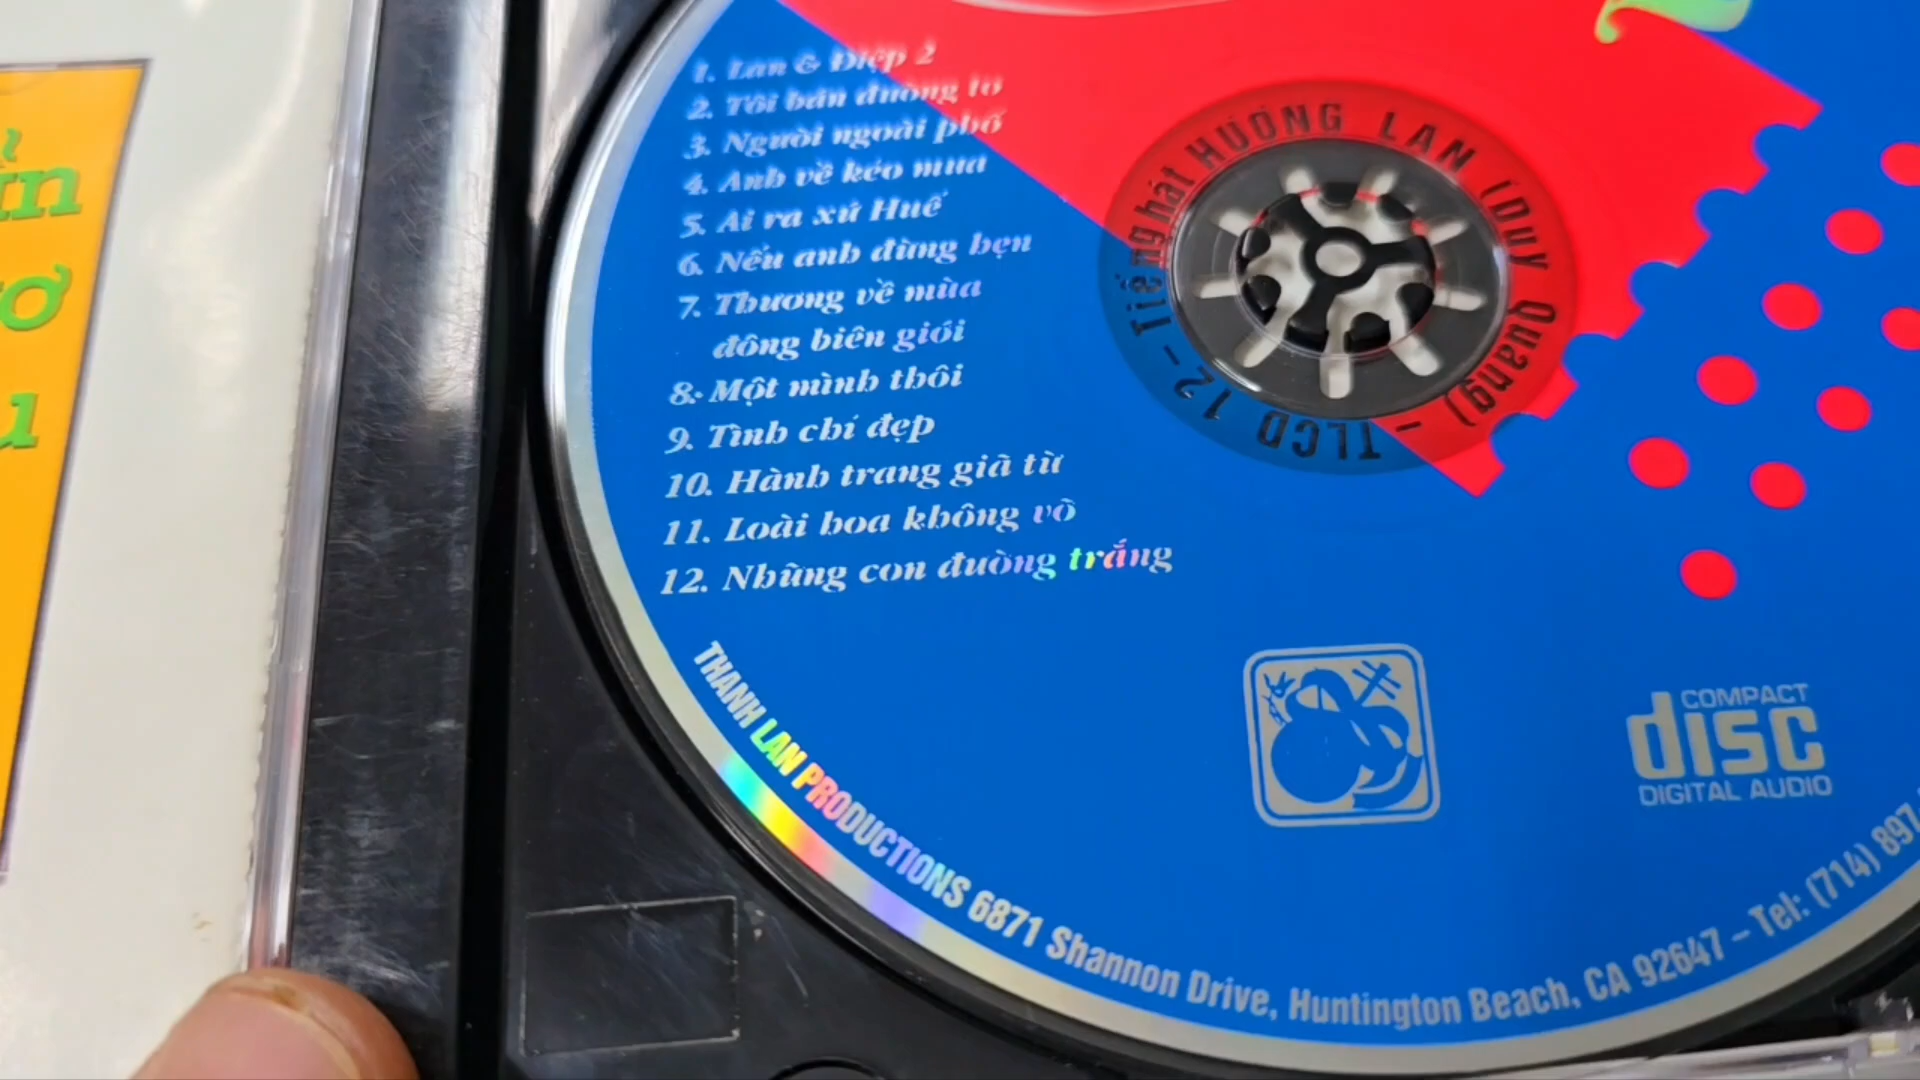 ỉn
ơ
u
1. Lan & Điệp 2
2. Tôi bán đường tơ
3. Người ngoài phố
4. Anh về kéo mưa
5. Ai ra xứ Huế
6. Nếu anh đừng hẹn
7. Thương về mùa
đông biên giới
8. Một mình thôi
9. Tình chỉ đẹp
10. Hành trang giã từ
11. Loài hoa không vỡ
12. Những con đường trắng
TLCD 12 - Tiếng hát HƯƠNG LAN (Duy Quang) -
COMPACT
disc
DIGITAL AUDIO
THANH LAN PRODUCTIONS 6871 Shannon Drive, Huntington Beach, CA 92647 - Tel: (714) 897